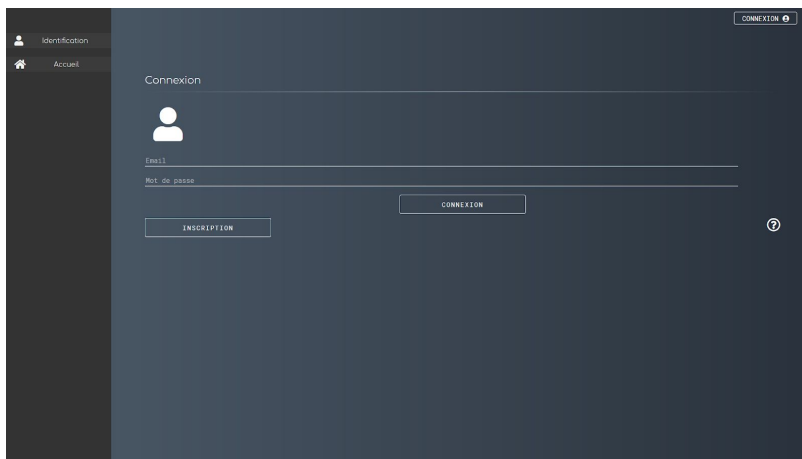 CONNEXION
Identification
Accueil
Connexion
Email
Mot de passe
CONNEXION
INSCRIPTION
?